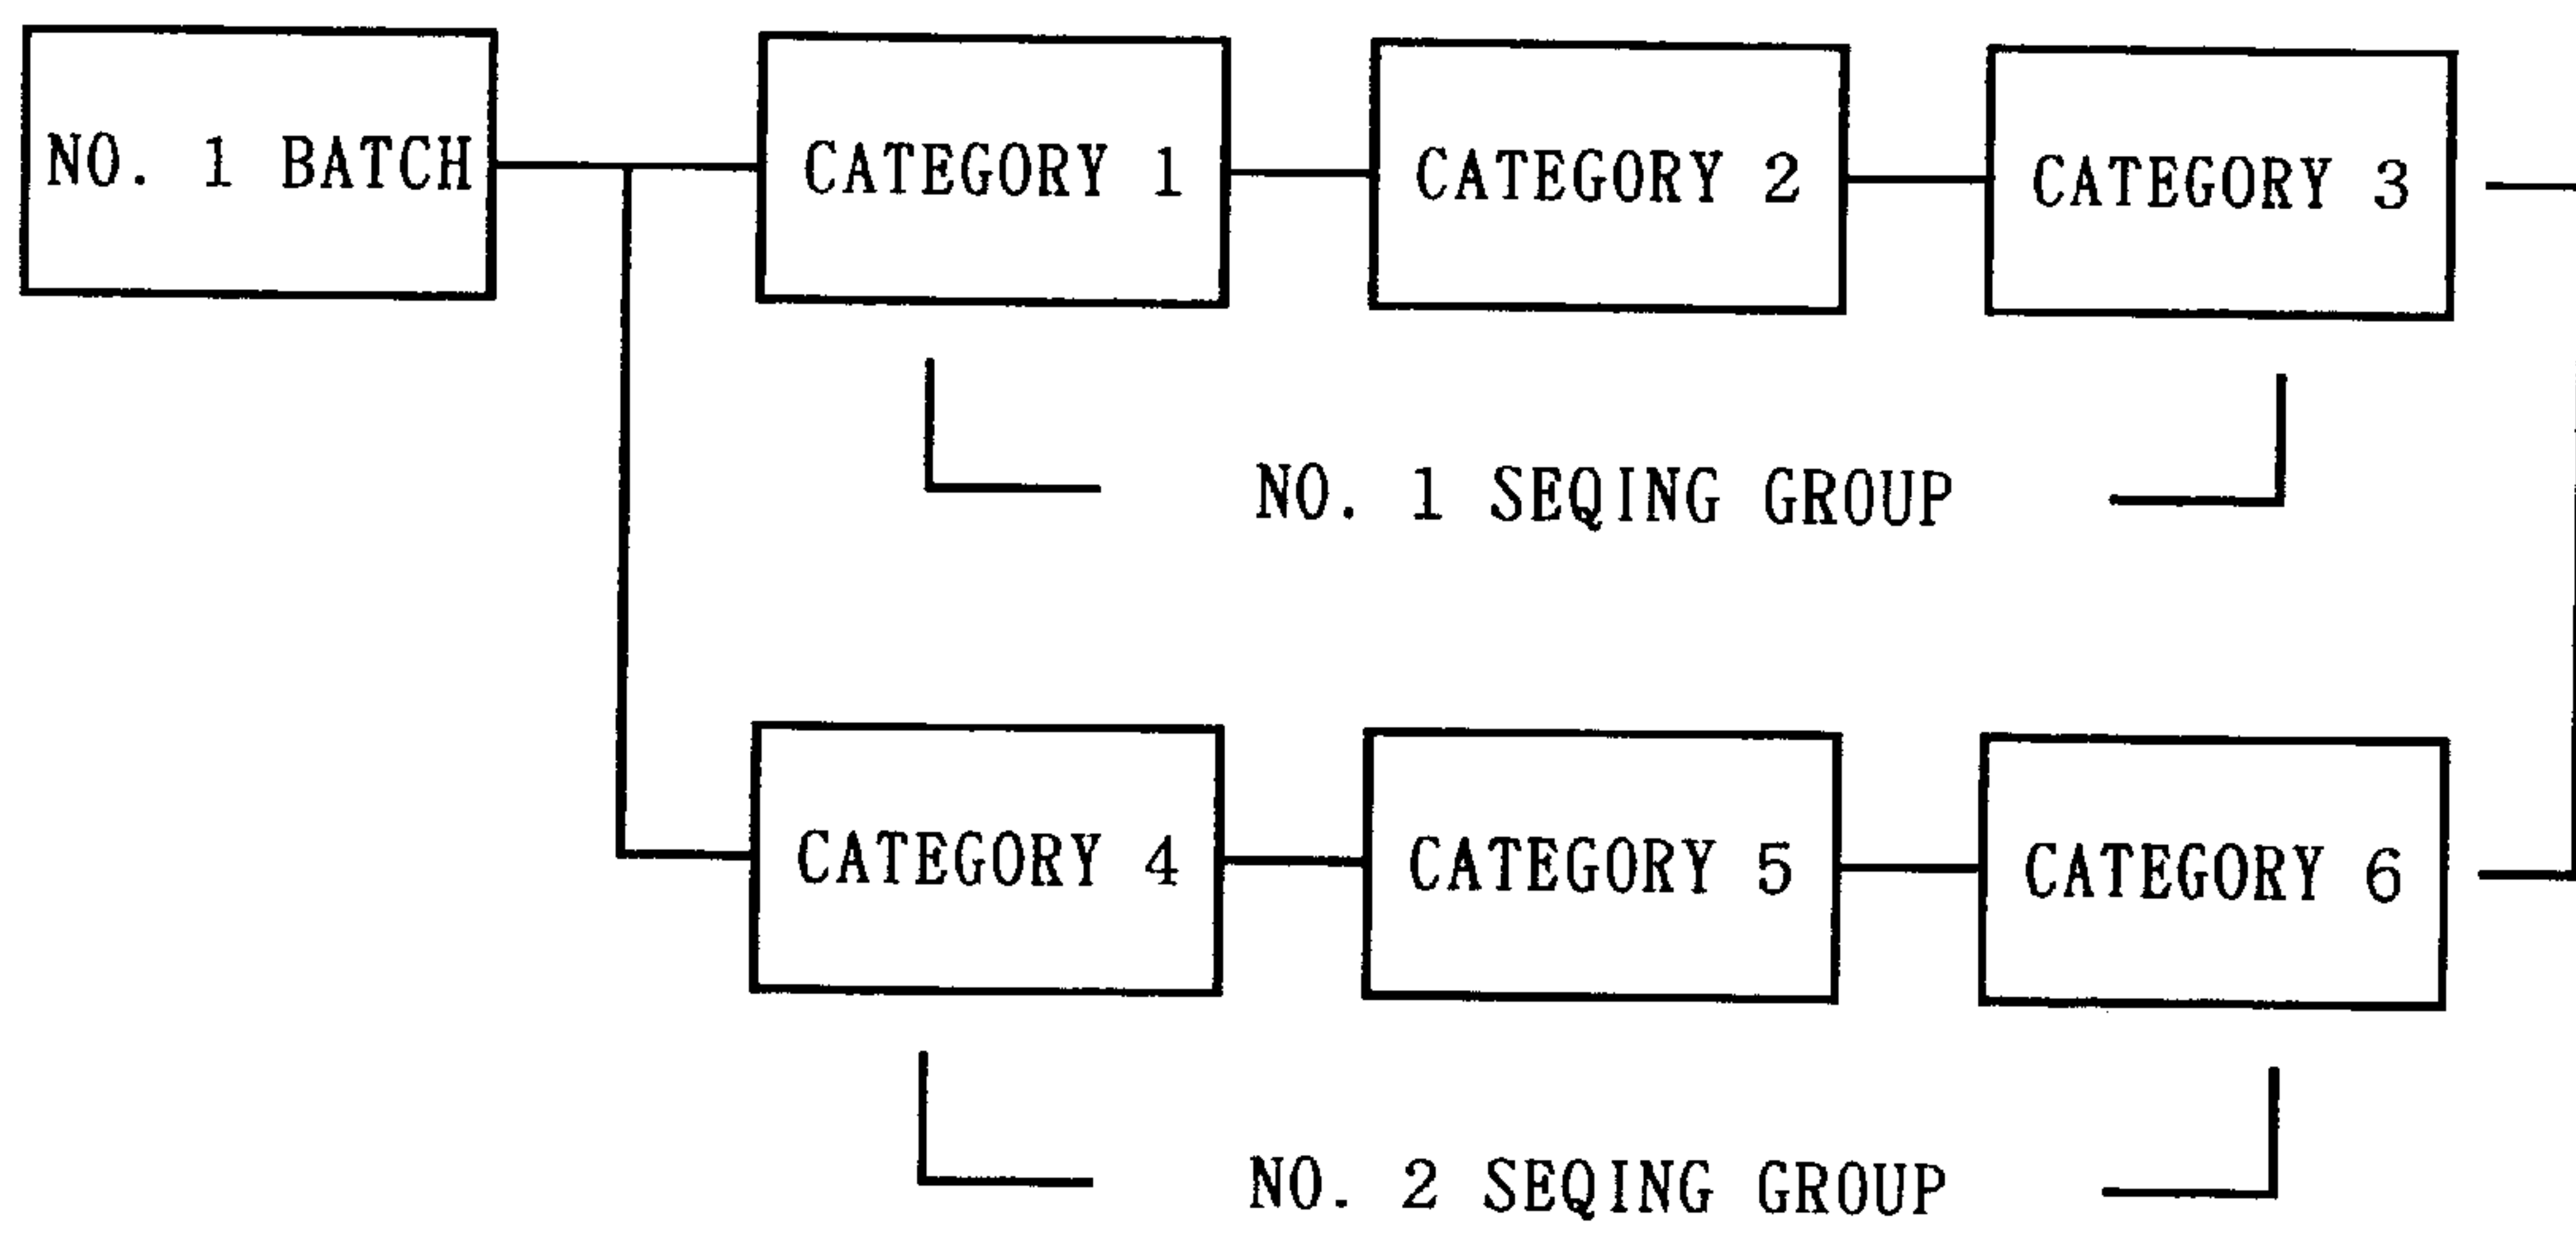 NO. 1 BATCH
CATEGORY 1
CATEGORY 2
CATEGORY 3
NO. 1 SEQING GROUP
CATEGORY 4
CATEGORY 5
CATEGORY 6
NO. 2 SEQING GROUP